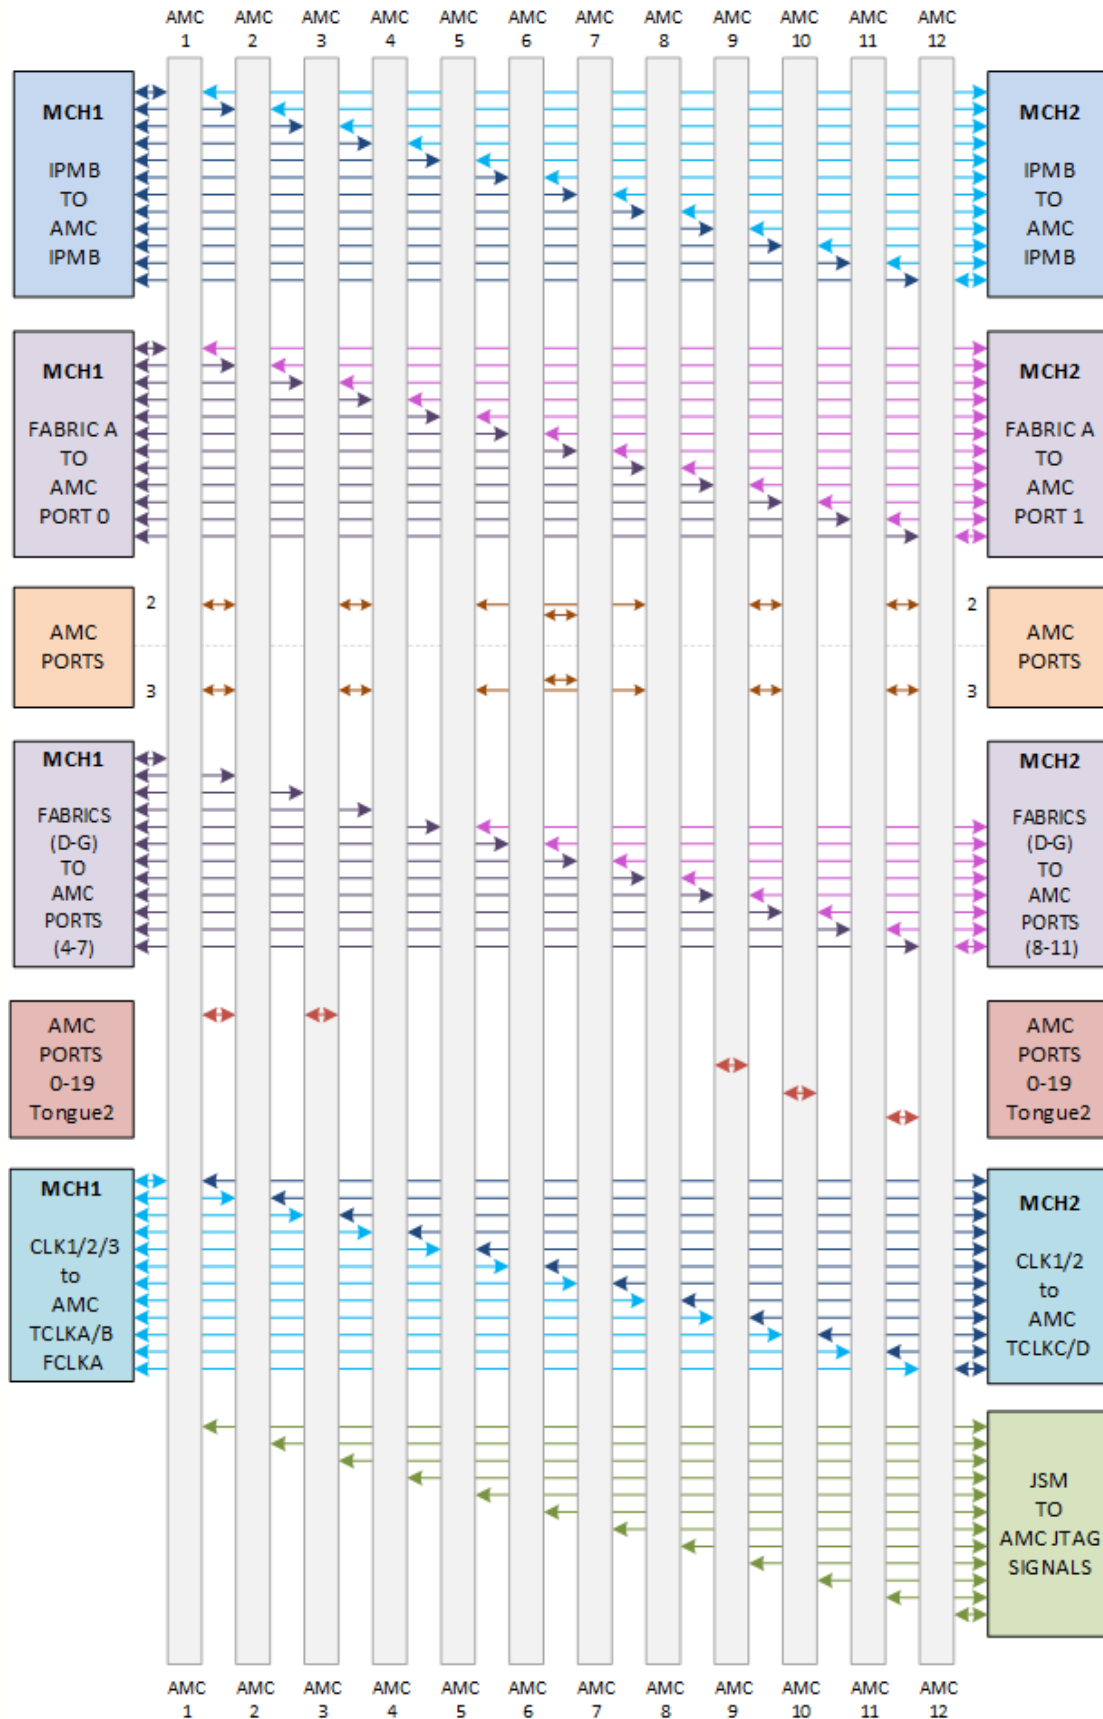 AMC AMC AMC AMC AMC AMC AMC AMC AMC AMC AMC AMC
1 2 3 4 5 6 7 8 9 10 11 12
MCH1
IPMB
TO
AMC
IPMB
MCH2
IPMB
TO
AMC
IPMB
MCH1
FABRIC A
TO
AMC
PORT 0
MCH2
FABRIC A
TO
AMC
PORT 1
AMC
PORTS
2
3
2
3
AMC
PORTS
MCH1
FABRICS
(D-G)
TO
AMC
PORTS
(4-7)
MCH2
FABRICS
(D-G)
TO
AMC
PORTS
(8-11)
AMC
PORTS
0-19
Tongue2
AMC
PORTS
0-19
Tongue2
MCH1
CLK1/2/3
to
AMC
TCLKA/B
FCLKA
MCH2
CLK1/2
to
AMC
TCLKC/D
JSM
TO
AMC JTAG
SIGNALS
AMC AMC AMC AMC AMC AMC AMC AMC AMC AMC AMC AMC
1 2 3 4 5 6 7 8 9 10 11 12